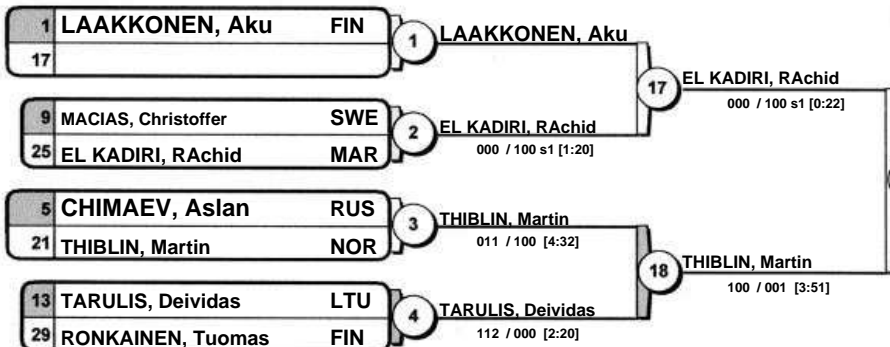 1 LAAKKONEN, Aku FIN
17
1
LAAKKONEN, Aku
9 MACIAS, Christoffer SWE
25 EL KADIRI, RAchid MAR
2
EL KADIRI, RAchid
000 / 100 s1 [1:20]
17
EL KADIRI, RAchid
000 / 100 s1 [0:22]
5 CHIMAEV, Aslan RUS
21 THIBLIN, Martin NOR
3
THIBLIN, Martin
011 / 100 [4:32]
13 TARULIS, Deividas LTU
29 RONKAINEN, Tuomas FIN
4
TARULIS, Deividas
112 / 000 [2:20]
18
THIBLIN, Martin
100 / 001 [3:51]